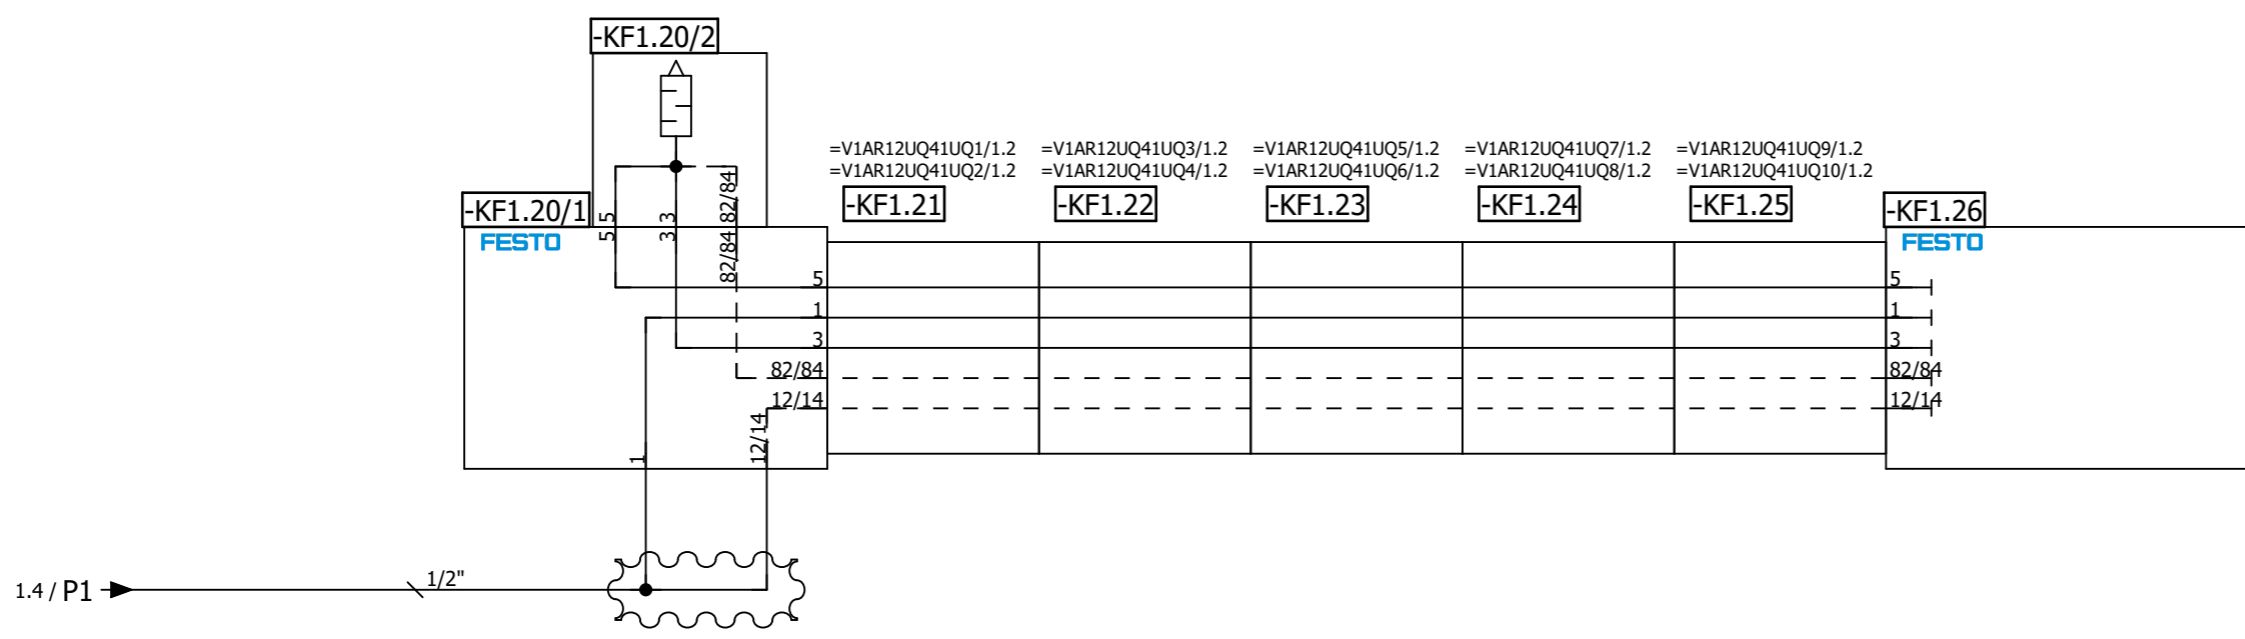 -KF1.20/2
=V1AR12UQ41UQ1/1.2 =V1AR12UQ41UQ3/1.2 =V1AR12UQ41UQ5/1.2 =V1AR12UQ41UQ7/1.2 =V1AR12UQ41UQ9/1.2
=V1AR12UQ41UQ2/1.2 =V1AR12UQ41UQ4/1.2 =V1AR12UQ41UQ6/1.2 =V1AR12UQ41UQ8/1.2 =V1AR12UQ41UQ10/1.2
-KF1.20/1 -KF1.21 -KF1.22 -KF1.23 -KF1.24 -KF1.25 -KF1.26
5 3 82/84
FESTO 5 3 82/84 FESTO
5 5
1 1
3 3
82/84 82/84
12/14 12/14
1 12/14
1.4 / P1 1/2"